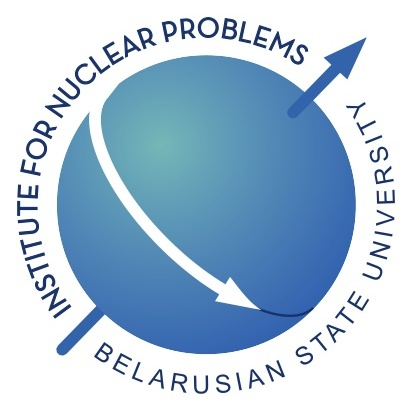 INSTITUTE FOR NUCLEAR PROBLEMS
BELARUSIAN STATE UNIVERSITY